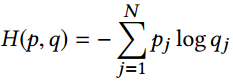 H(p, q) = − ∑_{j=1}^{N} p_j log q_j